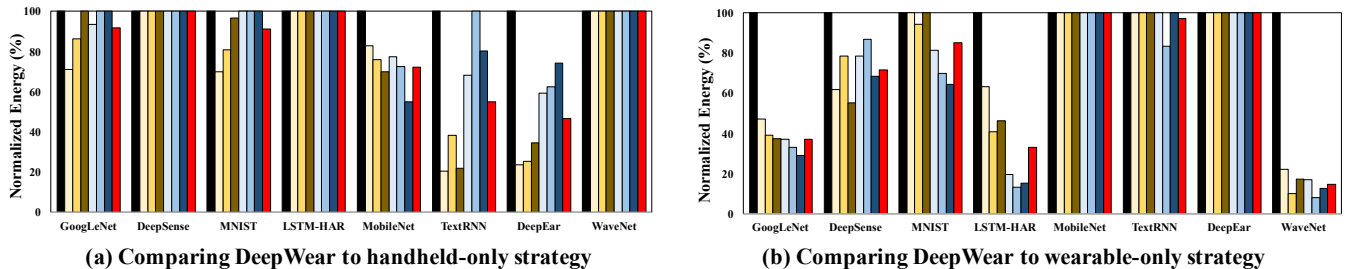 Normalized Energy (%)
100
80
60
40
20
0
GoogLeNet DeepSense MNIST LSTM-HAR MobileNet TextRNN DeepEar WaveNet
(a) Comparing DeepWear to handheld-only strategy
Normalized Energy (%)
100
80
60
40
20
0
GoogLeNet DeepSense MNIST LSTM-HAR MobileNet TextRNN DeepEar WaveNet
(b) Comparing DeepWear to wearable-only strategy